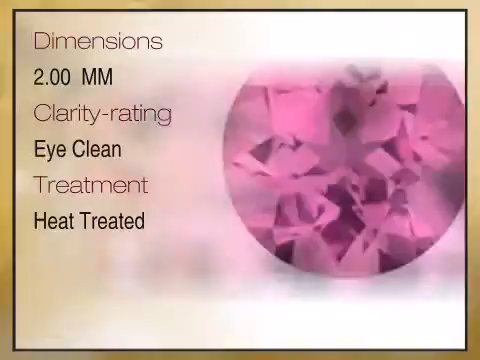 Dimensions
2.00 MM
Clarity-rating
Eye Clean
Treatment
Heat Treated